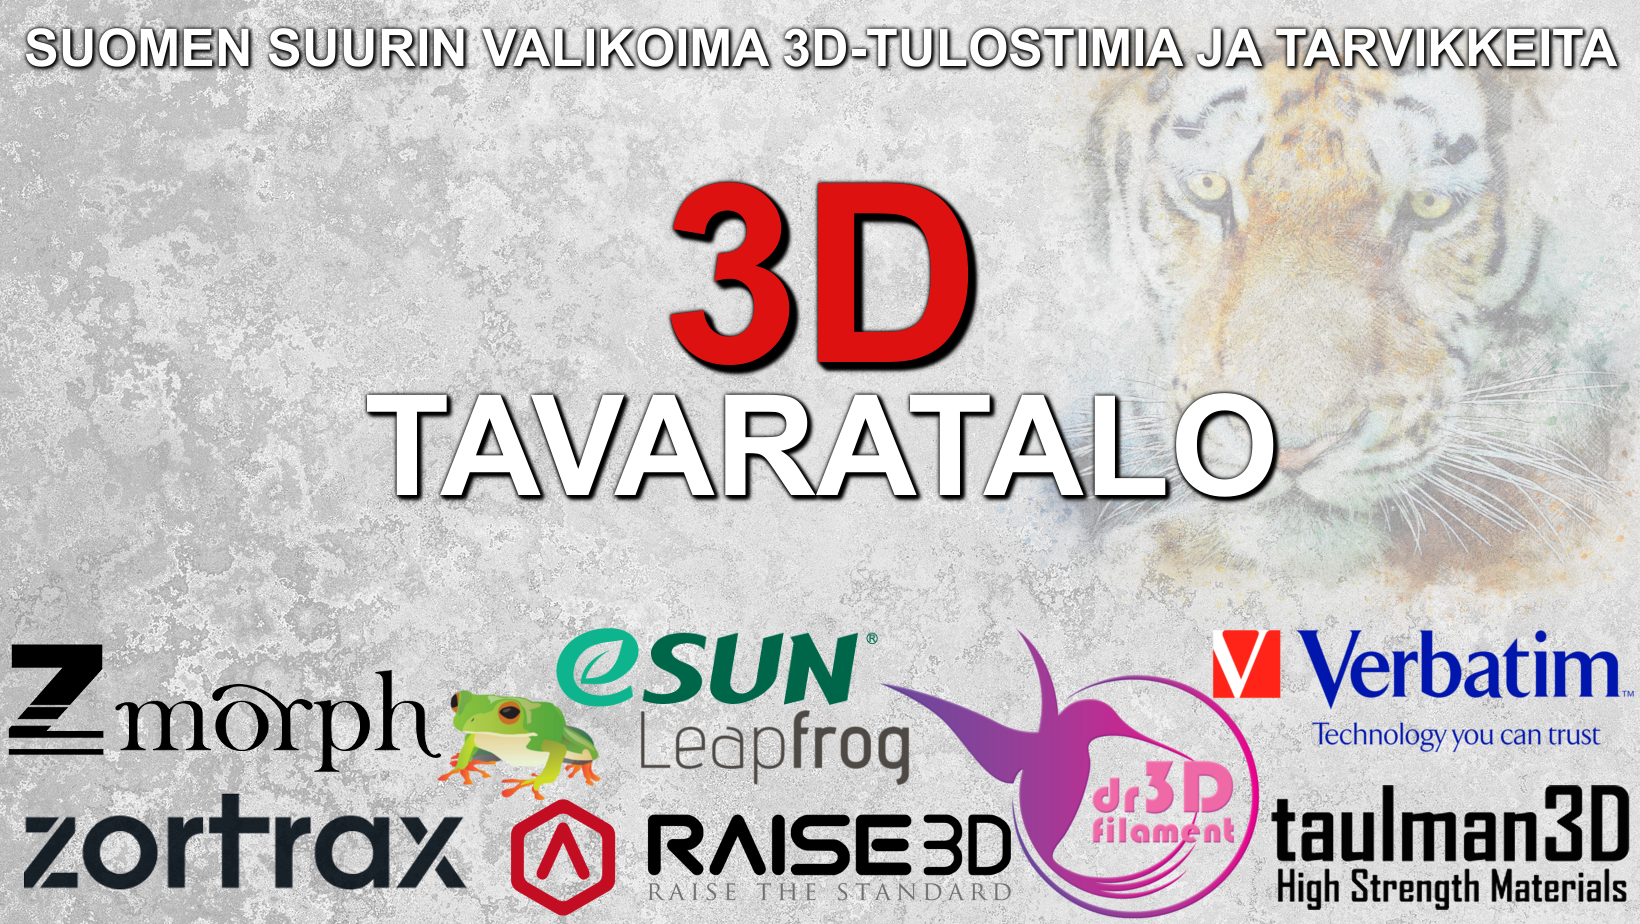 SUOMEN SUURIN VALIKOIMA 3D-TULOSTIMIA JA TARVIKKEITA
3D
TAVARATALO
Zmorph
eSUN®
Leapfrog
dr3D
filament
V Verbatim™
Technology you can trust
zortrax
RAISE3D
RAISE THE STANDARD
taulman3D
High Strength Materials